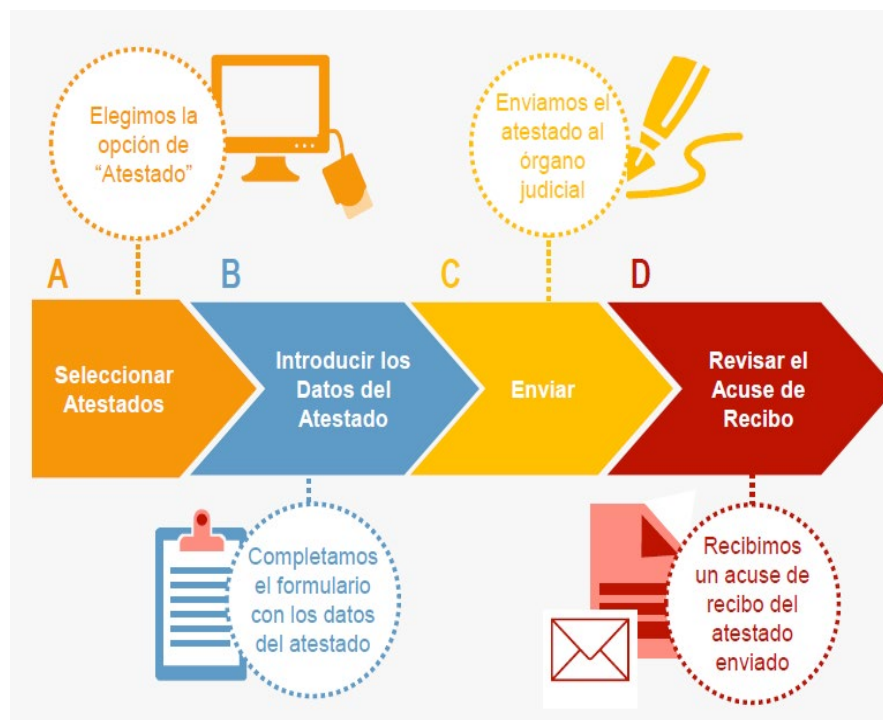 Elegimos la
opción de
“Atestado”
Enviamos el
atestado al
órgano
judicial
A
B
C
D
Seleccionar
Atestados
Introducir los
Datos del
Atestado
Enviar
Revisar el
Acuse de
Recibo
Completamos
el formulario
con los datos
del atestado
Recibimos
un acuse de
recibo del
atestado
enviado